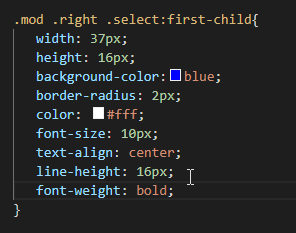 .mod .right .select:first-child{
width: 37px;
height: 16px;
background-color: blue;
border-radius: 2px;
color: #fff;
font-size: 10px;
text-align: center;
line-height: 16px;
font-weight: bold;
}